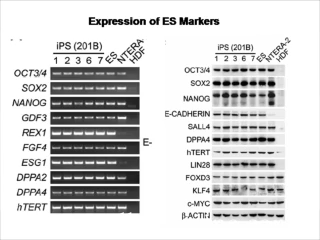 Expression of ES Markers
iPS (201B)
1 2 3 6 7 ES NTERA-2 HDF
OCT3/4
SOX2
NANOG
GDF3
REX1
FGF4
ESG1
DPPA2
DPPA4
hTERT
E-
iPS (201B)
1 2 3 6 7 ES NTERA-2 HDF
OCT3/4
SOX2
NANOG
E-CADHERIN
SALL4
DPPA4
hTERT
LIN28
FOXD3
KLF4
c-MYC
β-ACTIN